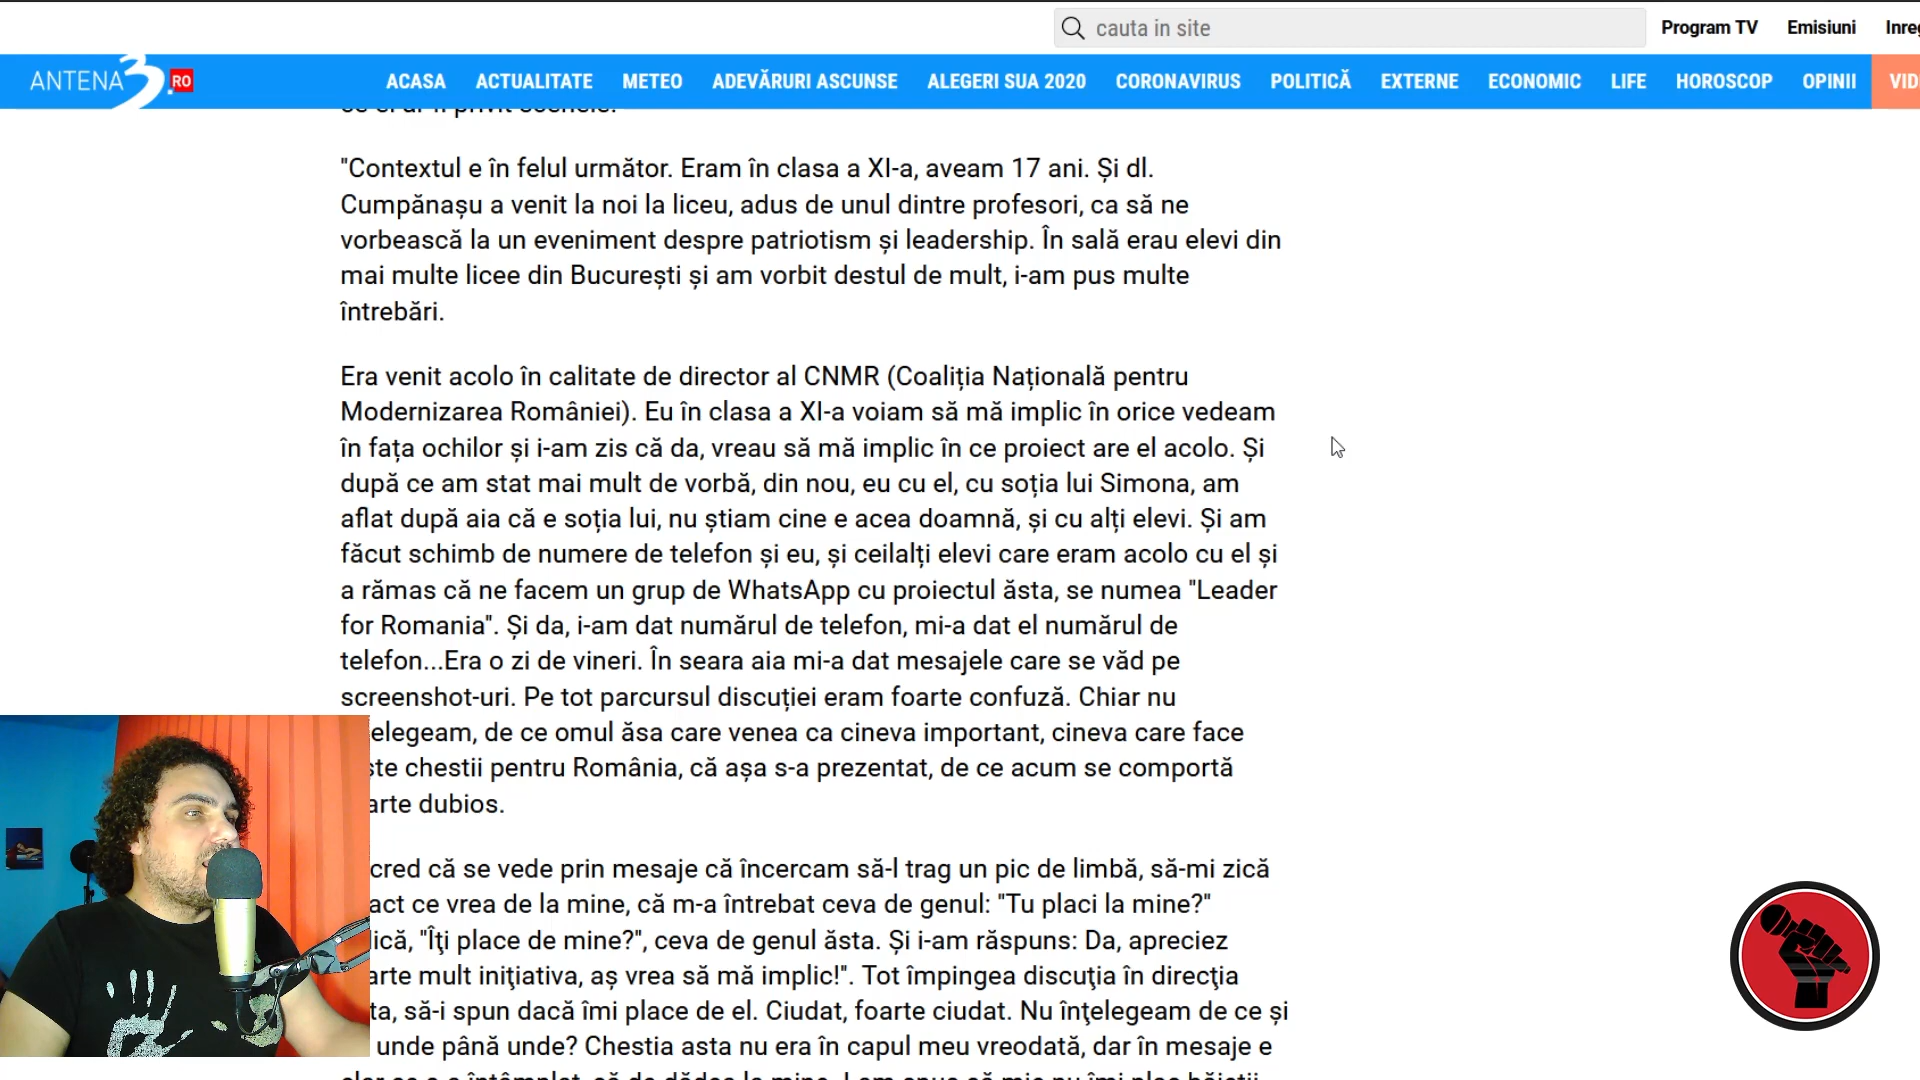 cauta in site
Program TV
Emisiuni
ANTENA 3.RO
ACASA
ACTUALITATE
METEO
ADEVĂRURI ASCUNSE
ALEGERI SUA 2020
CORONAVIRUS
POLITICĂ
EXTERNE
ECONOMIC
LIFE
HOROSCOP
OPINII
"Contextul e în felul următor. Eram în clasa a XI-a, aveam 17 ani. Și dl.
Cumpănașu a venit la noi la liceu, adus de unul dintre profesori, ca să ne
vorbească la un eveniment despre patriotism și leadership. În sală erau elevi din
mai multe licee din București și am vorbit destul de mult, i-am pus multe
întrebări.
Era venit acolo în calitate de director al CNMR (Coaliția Națională pentru
Modernizarea României). Eu în clasa a XI-a voiam să mă implic în orice vedeam
în fața ochilor și i-am zis că da, vreau să mă implic în ce proiect are el acolo. Și
după ce am stat mai mult de vorbă, din nou, eu cu el, cu soția lui Simona, am
aflat după aia că e soția lui, nu știam cine e acea doamnă, și cu alți elevi. Și am
făcut schimb de numere de telefon și eu, și ceilalți elevi care eram acolo cu el și
a rămas că ne facem un grup de WhatsApp cu proiectul ăsta, se numea "Leader
for Romania". Și da, i-am dat numărul de telefon, mi-a dat el numărul de
telefon...Era o zi de vineri. În seara aia mi-a dat mesajele care se văd pe
screenshot-uri. Pe tot parcursul discuției eram foarte confuză. Chiar nu
elegeam, de ce omul ăsa care venea ca cineva important, cineva care face
ste chestii pentru România, că așa s-a prezentat, de ce acum se comportă
arte dubios.
cred că se vede prin mesaje că încercam să-l trag un pic de limbă, să-mi zică
act ce vrea de la mine, că m-a întrebat ceva de genul: "Tu placi la mine?"
ică, "Îţi place de mine?", ceva de genul ăsta. Și i-am răspuns: Da, apreciez
arte mult iniţiativa, aș vrea să mă implic!". Tot împingea discuţia în direcţia
ta, să-i spun dacă îmi place de el. Ciudat, foarte ciudat. Nu înţelegeam de ce și
unde până unde? Chestia asta nu era în capul meu vreodată, dar în mesaje e